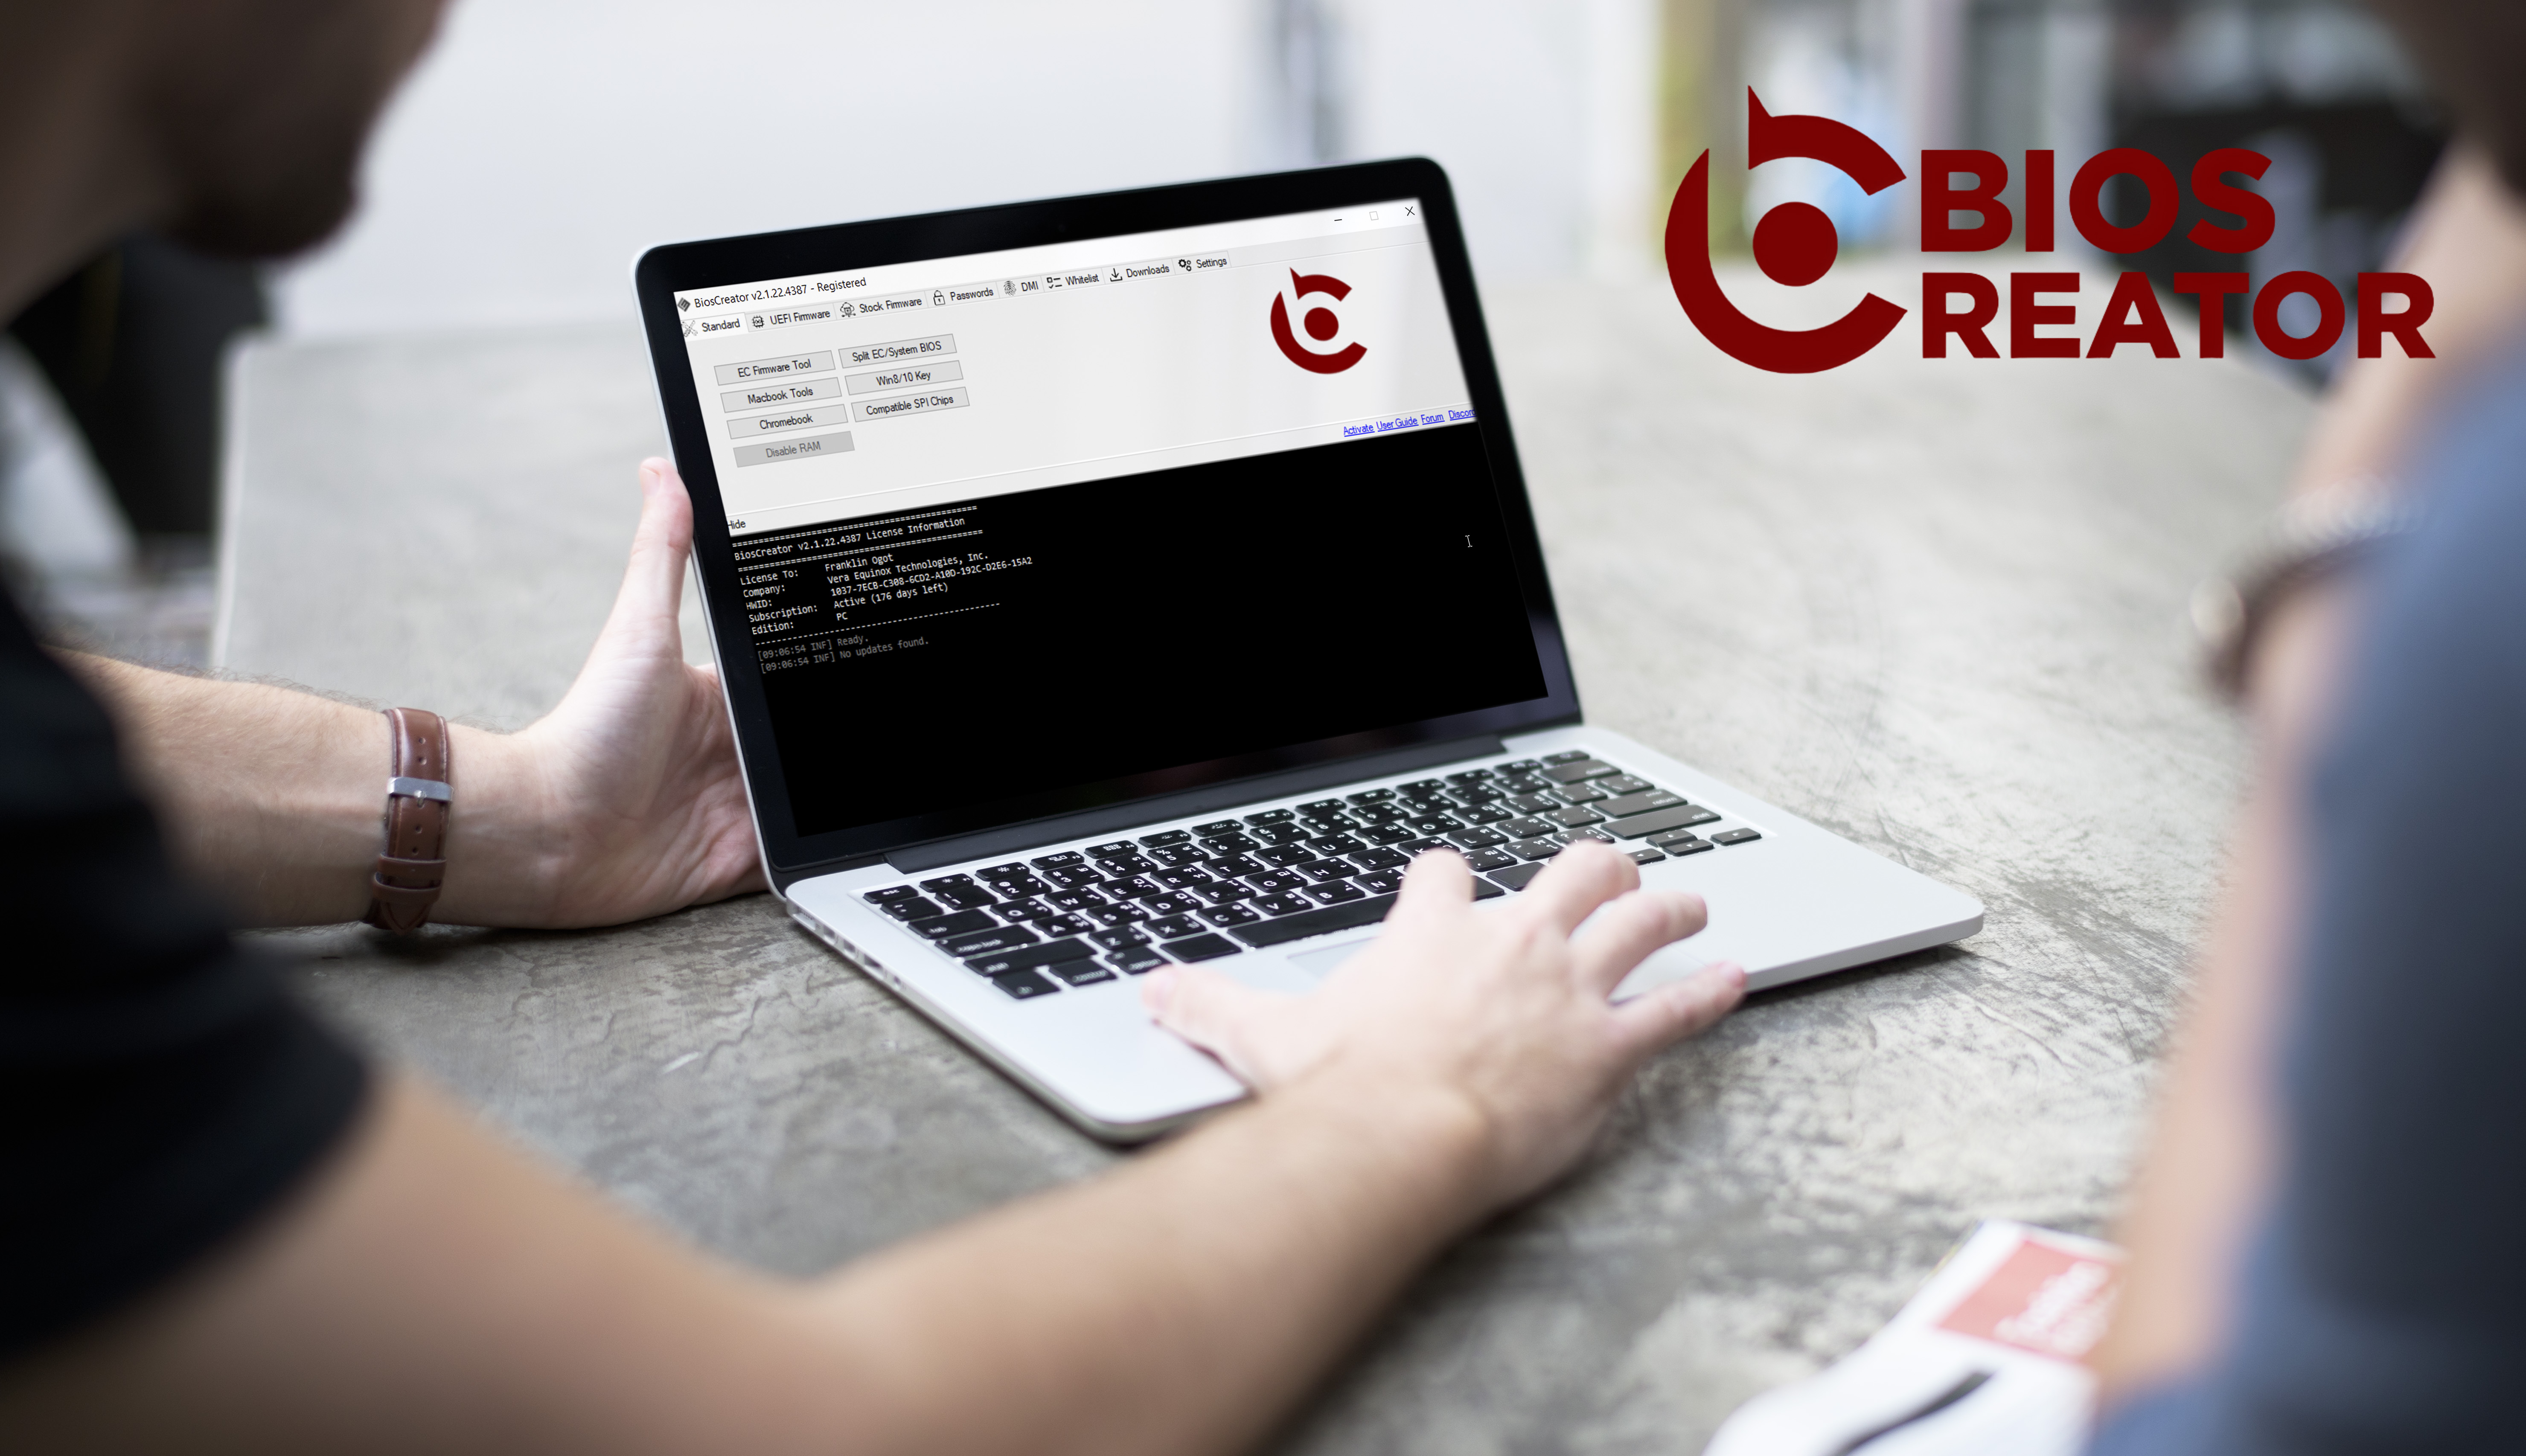 BIOS
CREATOR
BiosCreator v2.1.22.4387 - Registered
Standard UEFI Firmware Stock Firmware Passwords DMI Whitelist Downloads Settings
EC Firmware Tool Split EC/System BIOS
Macbook Tools Win8/10 Key
Chromebook Compatible SPI Chips
Disable RAM
Activate User Guide Forum Discord
Hide
==============================================
BiosCreator v2.1.22.4387 License Information
==============================================
License To: Franklin Ogot
Company: Vera Equinox Technologies, Inc.
HWID: 1037-7ECB-C308-6CD2-A10D-192C-D2E6-15A2
Subscription: Active (176 days left)
Edition: PC
----------------------------------------------
[09:06:54 INF] Ready.
[09:06:54 INF] No updates found.